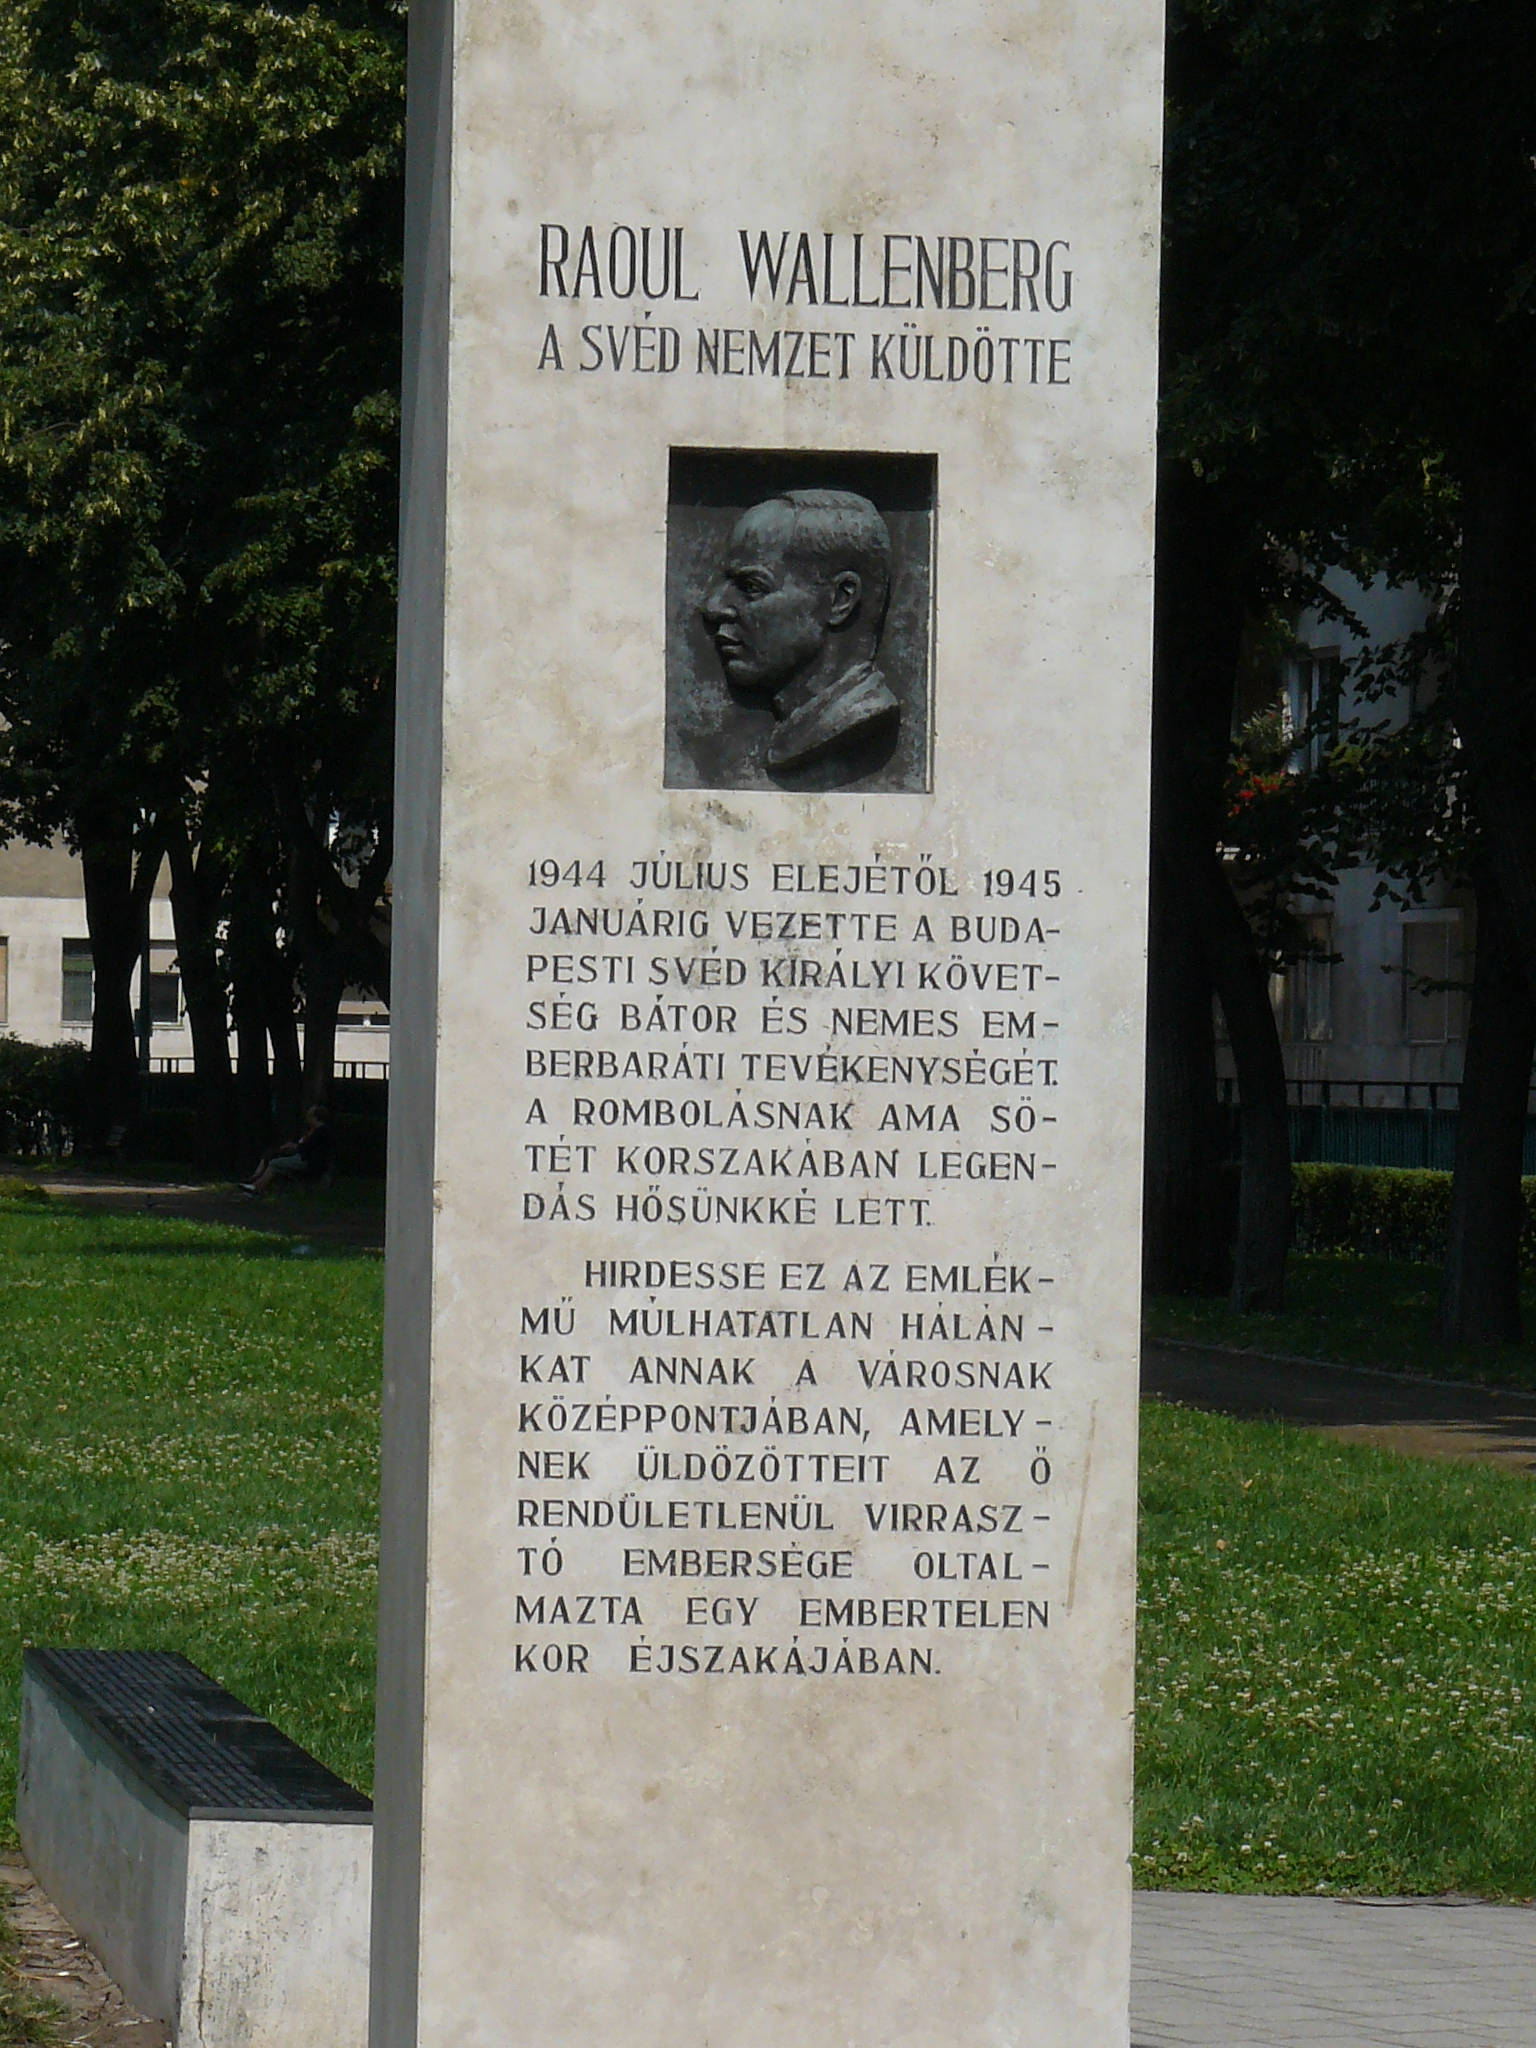 RAOUL WALLENBERG
A SVÉD NEMZET KÜLDÖTTE
1944 JÚLIUS ELEJÉTŐL 1945
JANUÁRIG VEZETTE A BUDA-
PESTI SVÉD KIRÁLYI KÖVET-
SÉG BÁTOR ÉS NEMES EM-
BERBARÁTI TEVÉKENYSÉGÉT.
A ROMBOLÁSNAK AMA SÖ-
TÉT KORSZAKÁBAN LEGEN-
DÁS HŐSÜNKKÉ LETT.
HIRDESSE EZ AZ EMLÉK-
MŰ MÚLHATATLAN HÁLÁN-
KAT ANNAK A VÁROSNAK
KÖZÉPPONTJÁBAN, AMELY-
NEK ÜLDÖZÖTTEIT AZ Ő
RENDÜLETLENÜL VIRRASZ-
TÓ EMBERSÉGE OLTAL-
MAZTA EGY EMBERTELEN
KOR ÉJSZAKÁJÁBAN.